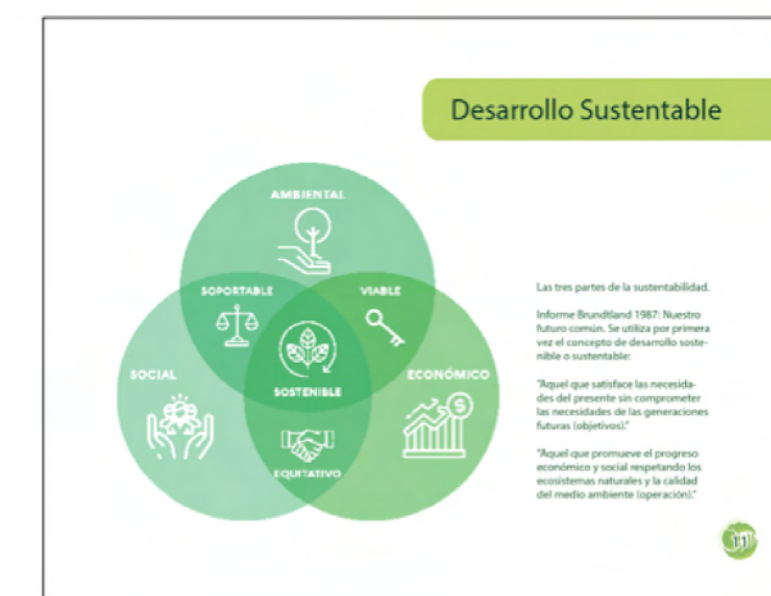 Desarrollo Sustentable
AMBIENTAL
SOPORTABLE
VIABLE
SOCIAL
ECONÓMICO
SOSTENIBLE
EQUITATIVO
$
Las tres partes de la sustentabilidad.
Informe Brundtland 1987: Nuestro
futuro común. Se utiliza por primera
vez el concepto de desarrollo soste-
nible o sustentable:
"Aquel que satisface las necesida-
des del presente sin comprometer
las necesidades de las generaciones
futuras (objetivos)."
"Aquel que promueve el progreso
económico y social respetando los
ecosistemas naturales y la calidad
del medio ambiente (operación)."
11